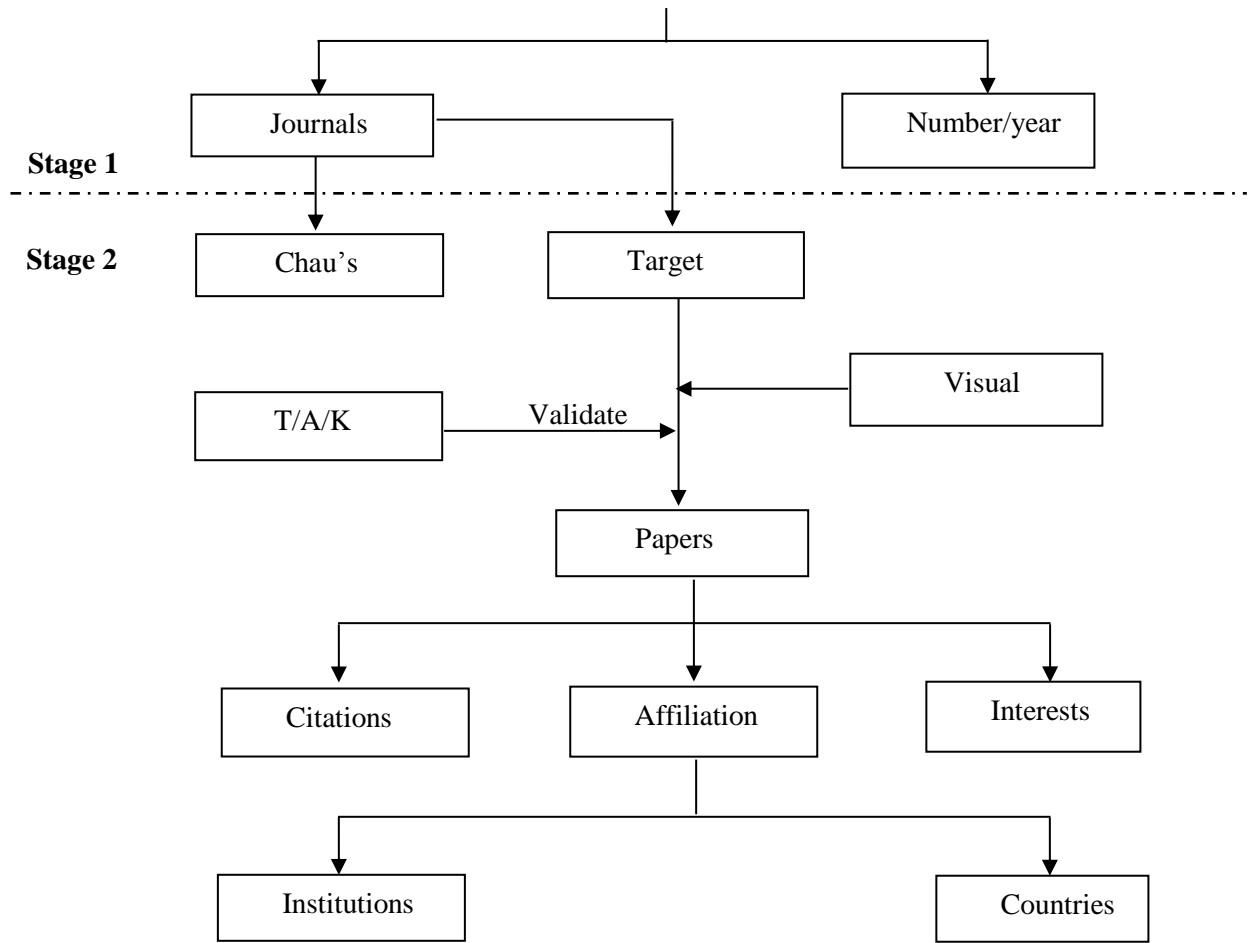 Journals
Number/year
Stage 1
Stage 2
Chau's
Target
Visual
T/A/K
Validate
Papers
Citations
Affiliation
Interests
Institutions
Countries